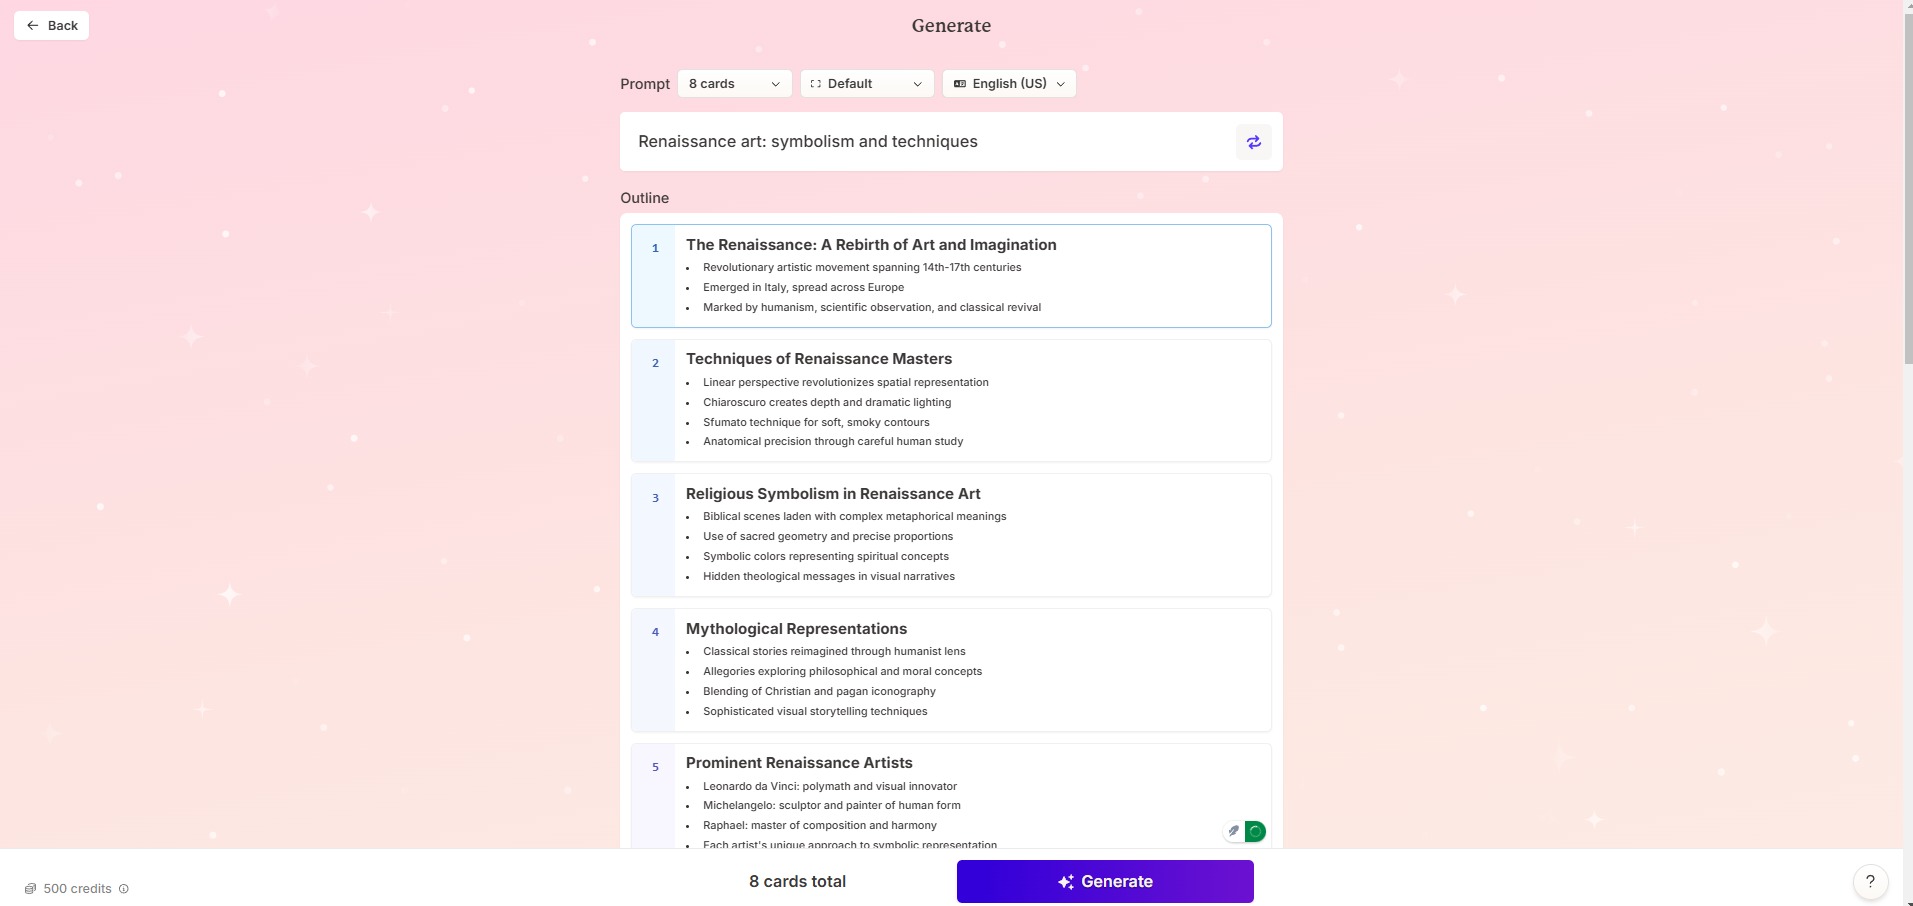 Back
Generate
Prompt
8 cards
Default
English (US)
Renaissance art: symbolism and techniques
Outline
1
The Renaissance: A Rebirth of Art and Imagination
• Revolutionary artistic movement spanning 14th-17th centuries
• Emerged in Italy, spread across Europe
• Marked by humanism, scientific observation, and classical revival
2
Techniques of Renaissance Masters
• Linear perspective revolutionizes spatial representation
• Chiaroscuro creates depth and dramatic lighting
• Sfumato technique for soft, smoky contours
• Anatomical precision through careful human study
3
Religious Symbolism in Renaissance Art
• Biblical scenes laden with complex metaphorical meanings
• Use of sacred geometry and precise proportions
• Symbolic colors representing spiritual concepts
• Hidden theological messages in visual narratives
4
Mythological Representations
• Classical stories reimagined through humanist lens
• Allegories exploring philosophical and moral concepts
• Blending of Christian and pagan iconography
• Sophisticated visual storytelling techniques
5
Prominent Renaissance Artists
• Leonardo da Vinci: polymath and visual innovator
• Michelangelo: sculptor and painter of human form
• Raphael: master of composition and harmony
• Each artist's unique approach to symbolic representation
500 credits
8 cards total
Generate
?